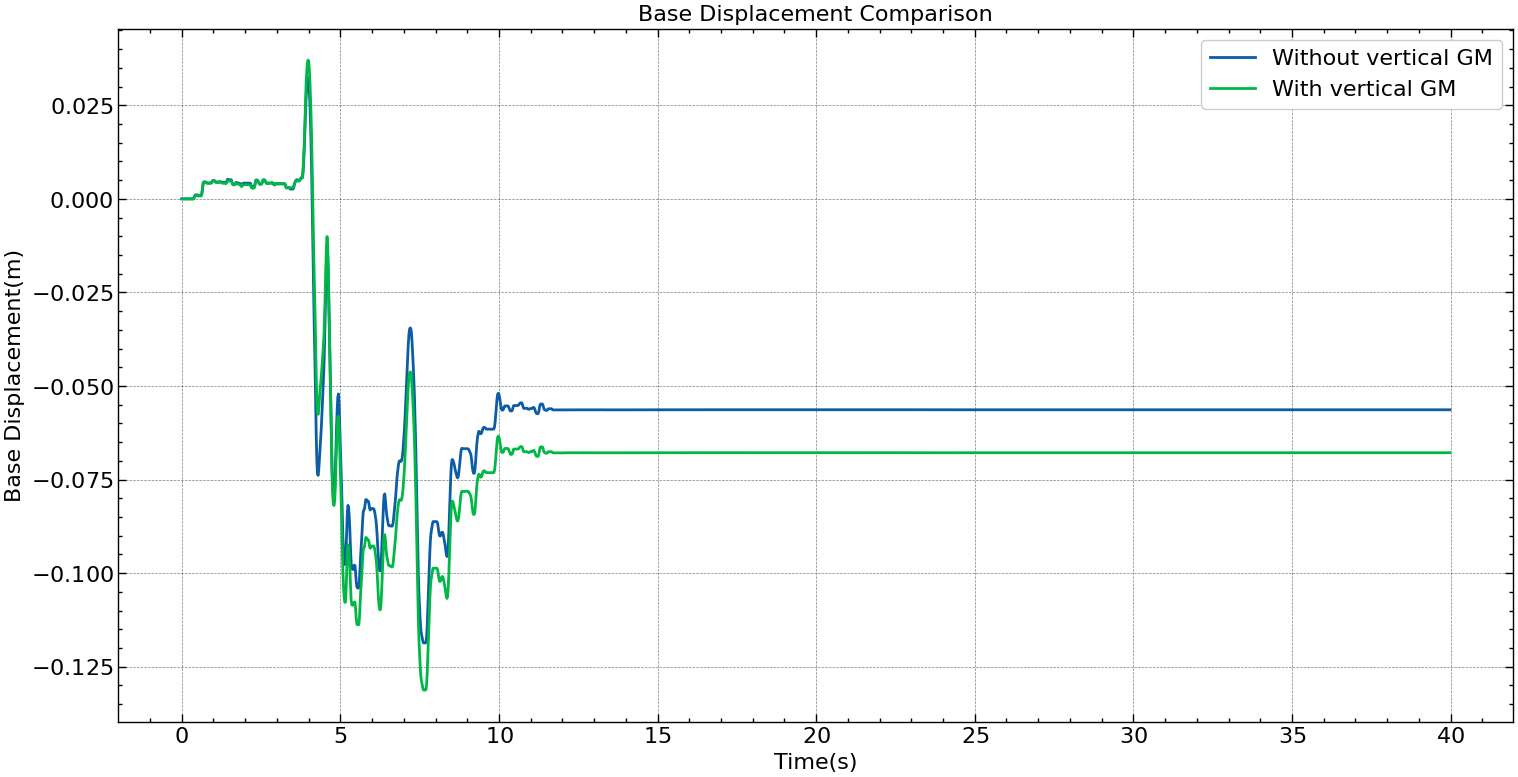 Base Displacement Comparison
Without vertical GM
With vertical GM
Base Displacement(m)
0.025
0.000
−0.025
−0.050
−0.075
−0.100
−0.125
0 5 10 15 20 25 30 35 40
Time(s)